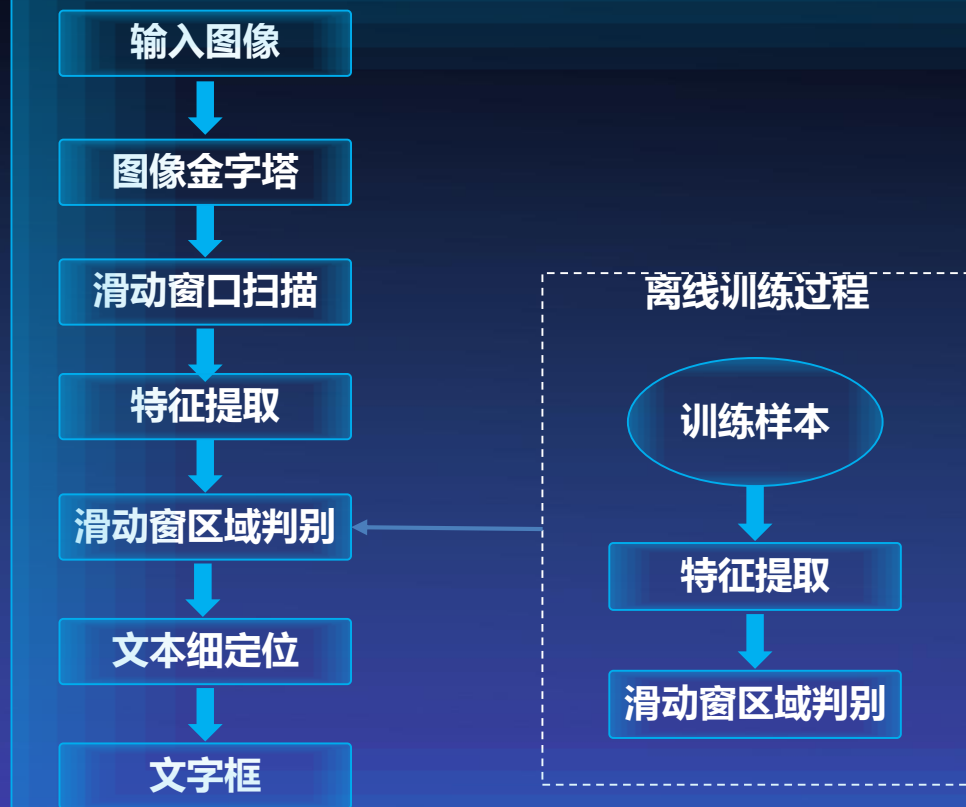 输入图像
图像金字塔
滑动窗口扫描
特征提取
滑动窗区域判别
文本细定位
文字框
离线训练过程
训练样本
特征提取
滑动窗区域判别